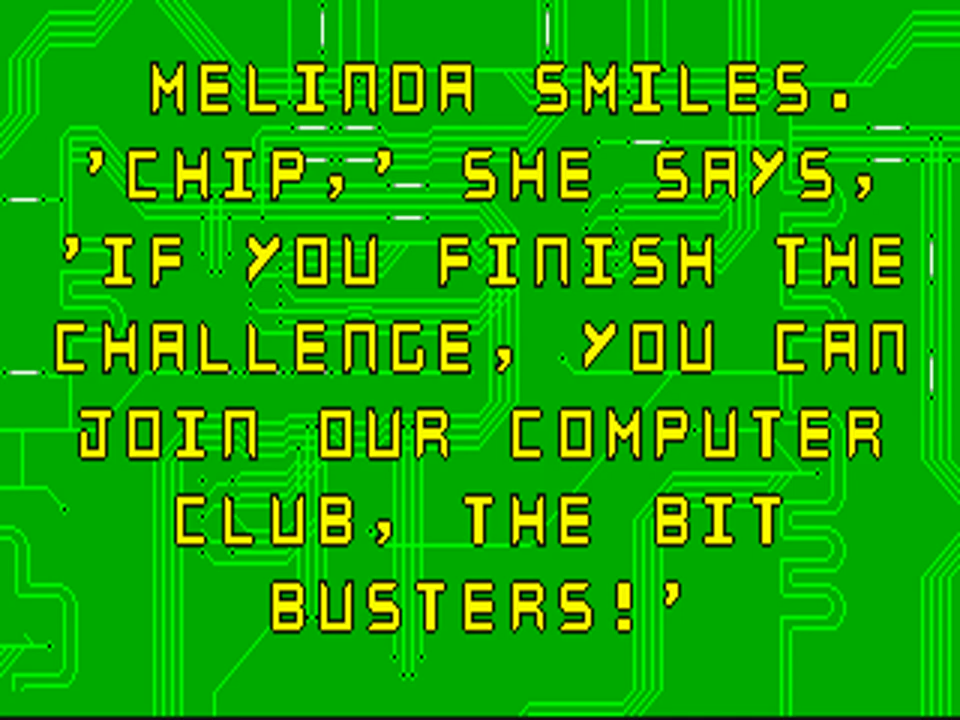 MELINDA SMILES.
'CHIP,' SHE SAYS,
'IF YOU FINISH THE
CHALLENGE, YOU CAN
JOIN OUR COMPUTER
CLUB, THE BIT
BUSTERS!'